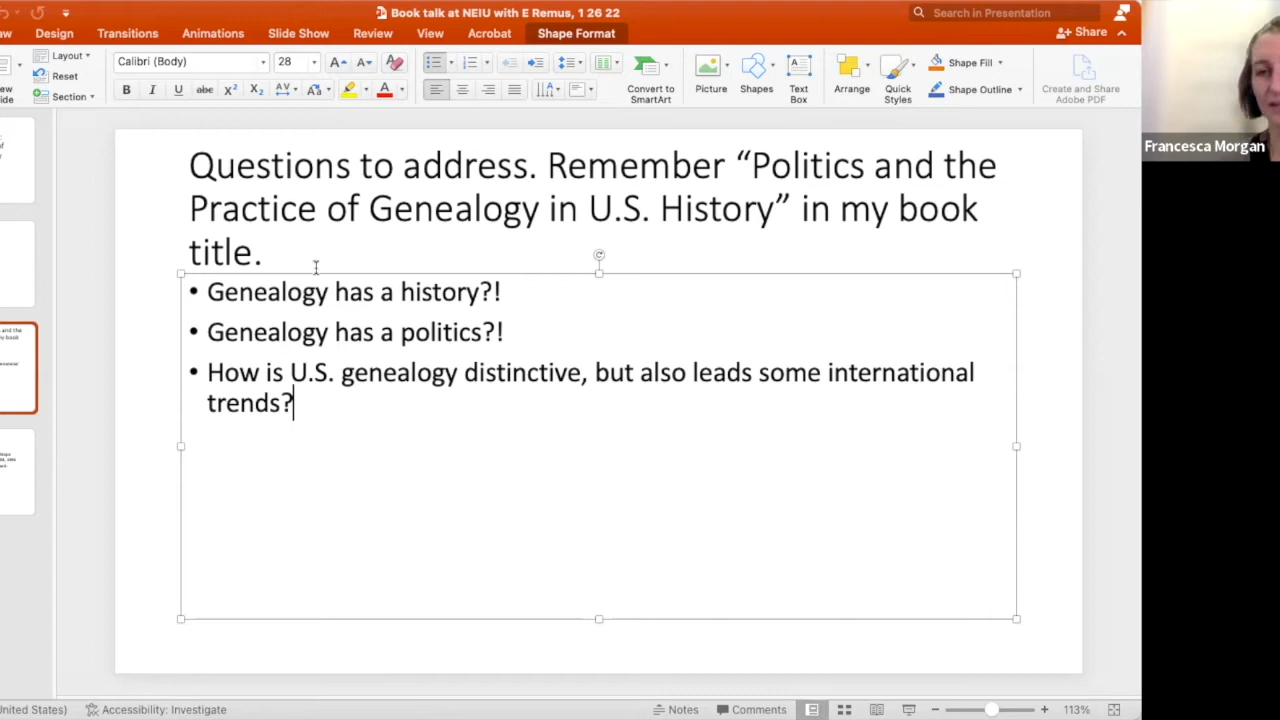 Book talk at NEIU with E Remus, 1 26 22
Search in Presentation
aw Design Transitions Animations Slide Show Review View Acrobat Shape Format
Share
Layout
Reset
Section
Calibri (Body) 28
Convert to
SmartArt
Picture
Shapes
Text
Box
Arrange
Quick
Styles
Shape Fill
Shape Outline
Create and Share
Adobe PDF
Francesca Morgan
Questions to address. Remember “Politics and the
Practice of Genealogy in U.S. History” in my book
title.
• Genealogy has a history?!
• Genealogy has a politics?!
• How is U.S. genealogy distinctive, but also leads some international
trends?
United States) Accessibility: Investigate
Notes Comments 113%